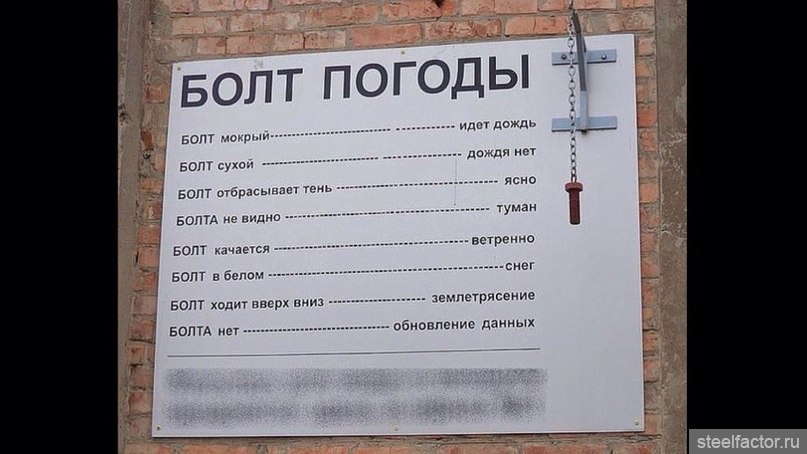 БОЛТ ПОГОДЫ
БОЛТ мокрый---------------------- ----------- идет дождь
БОЛТ сухой --------------------- -------------- дождя нет
БОЛТ отбрасывает тень ----------------------------- ясно
БОЛТА не видно ------------------------------------ туман
БОЛТ качается ----------------------------------ветренно
БОЛТ в белом ------------------------------------------снег
БОЛТ ходит вверх вниз ----------------- землетрясение
БОЛТА нет ------------------------- обновление данных
steelfactor.ru